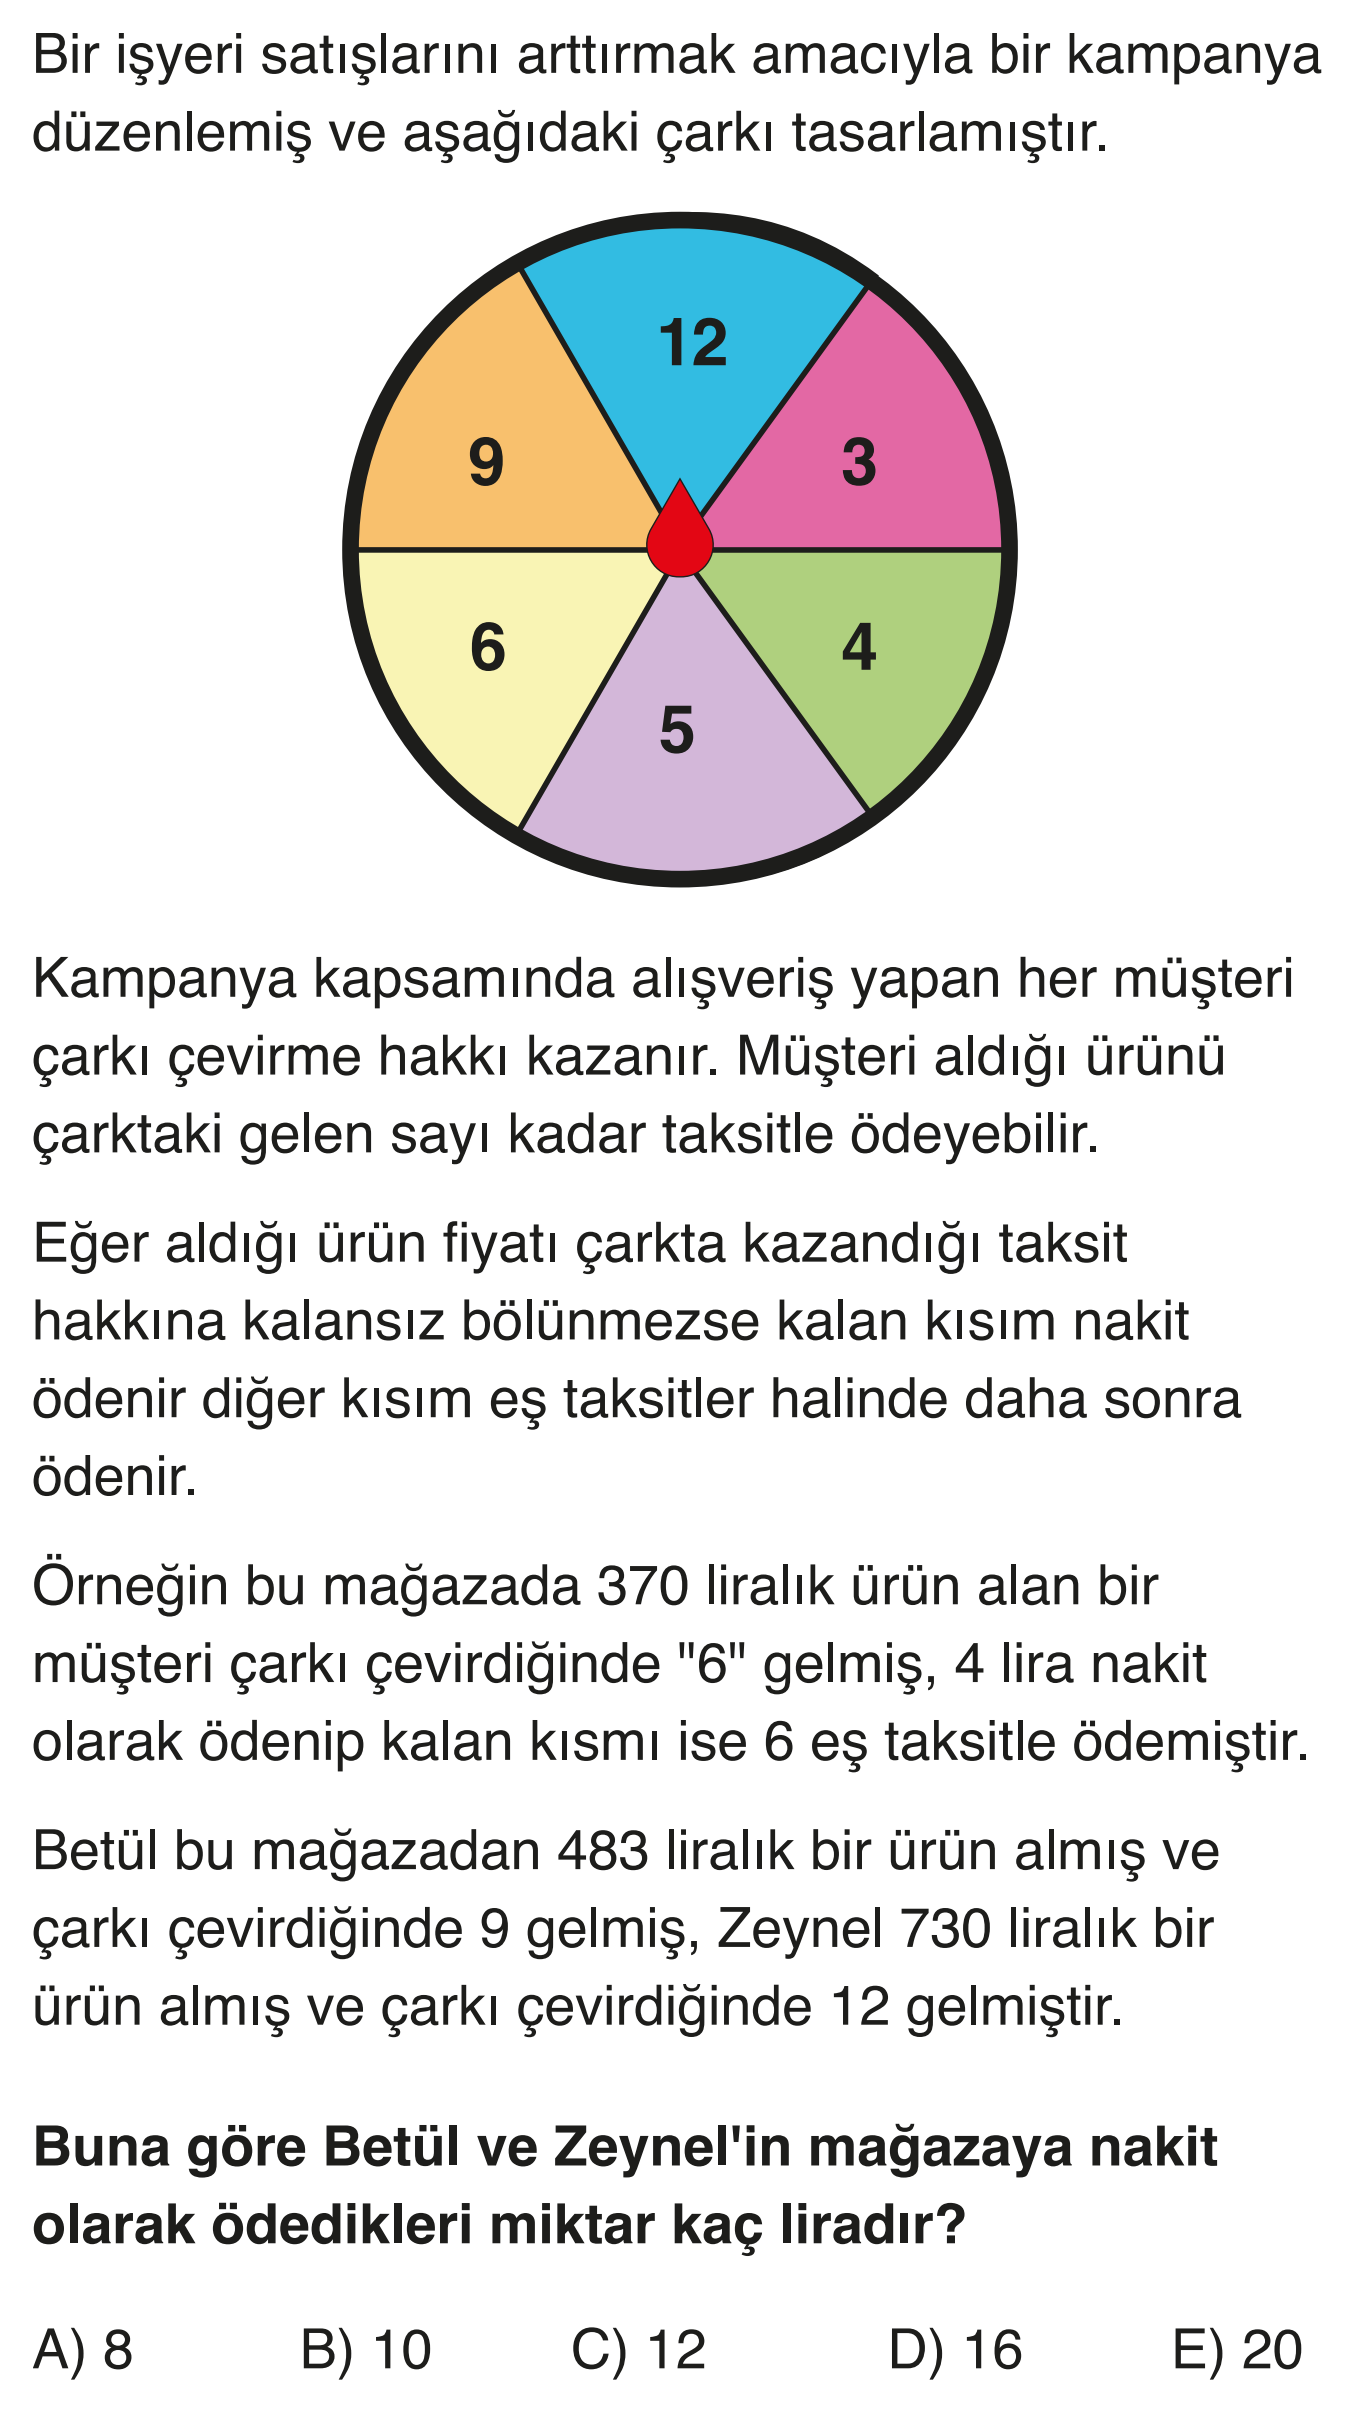 Bir işyeri satışlarını arttırmak amacıyla bir kampanya
düzenlemiş ve aşağıdaki çarkı tasarlamıştır.
12
9
3
6
4
5
Kampanya kapsamında alışveriş yapan her müşteri
çarkı çevirme hakkı kazanır. Müşteri aldığı ürünü
çarktaki gelen sayı kadar taksitle ödeyebilir.
Eğer aldığı ürün fiyatı çarkta kazandığı taksit
hakkına kalansız bölünmezse kalan kısım nakit
ödenir diğer kısım eş taksitler halinde daha sonra
ödenir.
Örneğin bu mağazada 370 liralık ürün alan bir
müşteri çarkı çevirdiğinde "6" gelmiş, 4 lira nakit
olarak ödenip kalan kısmı ise 6 eş taksitle ödemiştir.
Betül bu mağazadan 483 liralık bir ürün almış ve
çarkı çevirdiğinde 9 gelmiş, Zeynel 730 liralık bir
ürün almış ve çarkı çevirdiğinde 12 gelmiştir.
Buna göre Betül ve Zeynel'in mağazaya nakit
olarak ödedikleri miktar kaç liradır?
A) 8 B) 10 C) 12 D) 16 E) 20